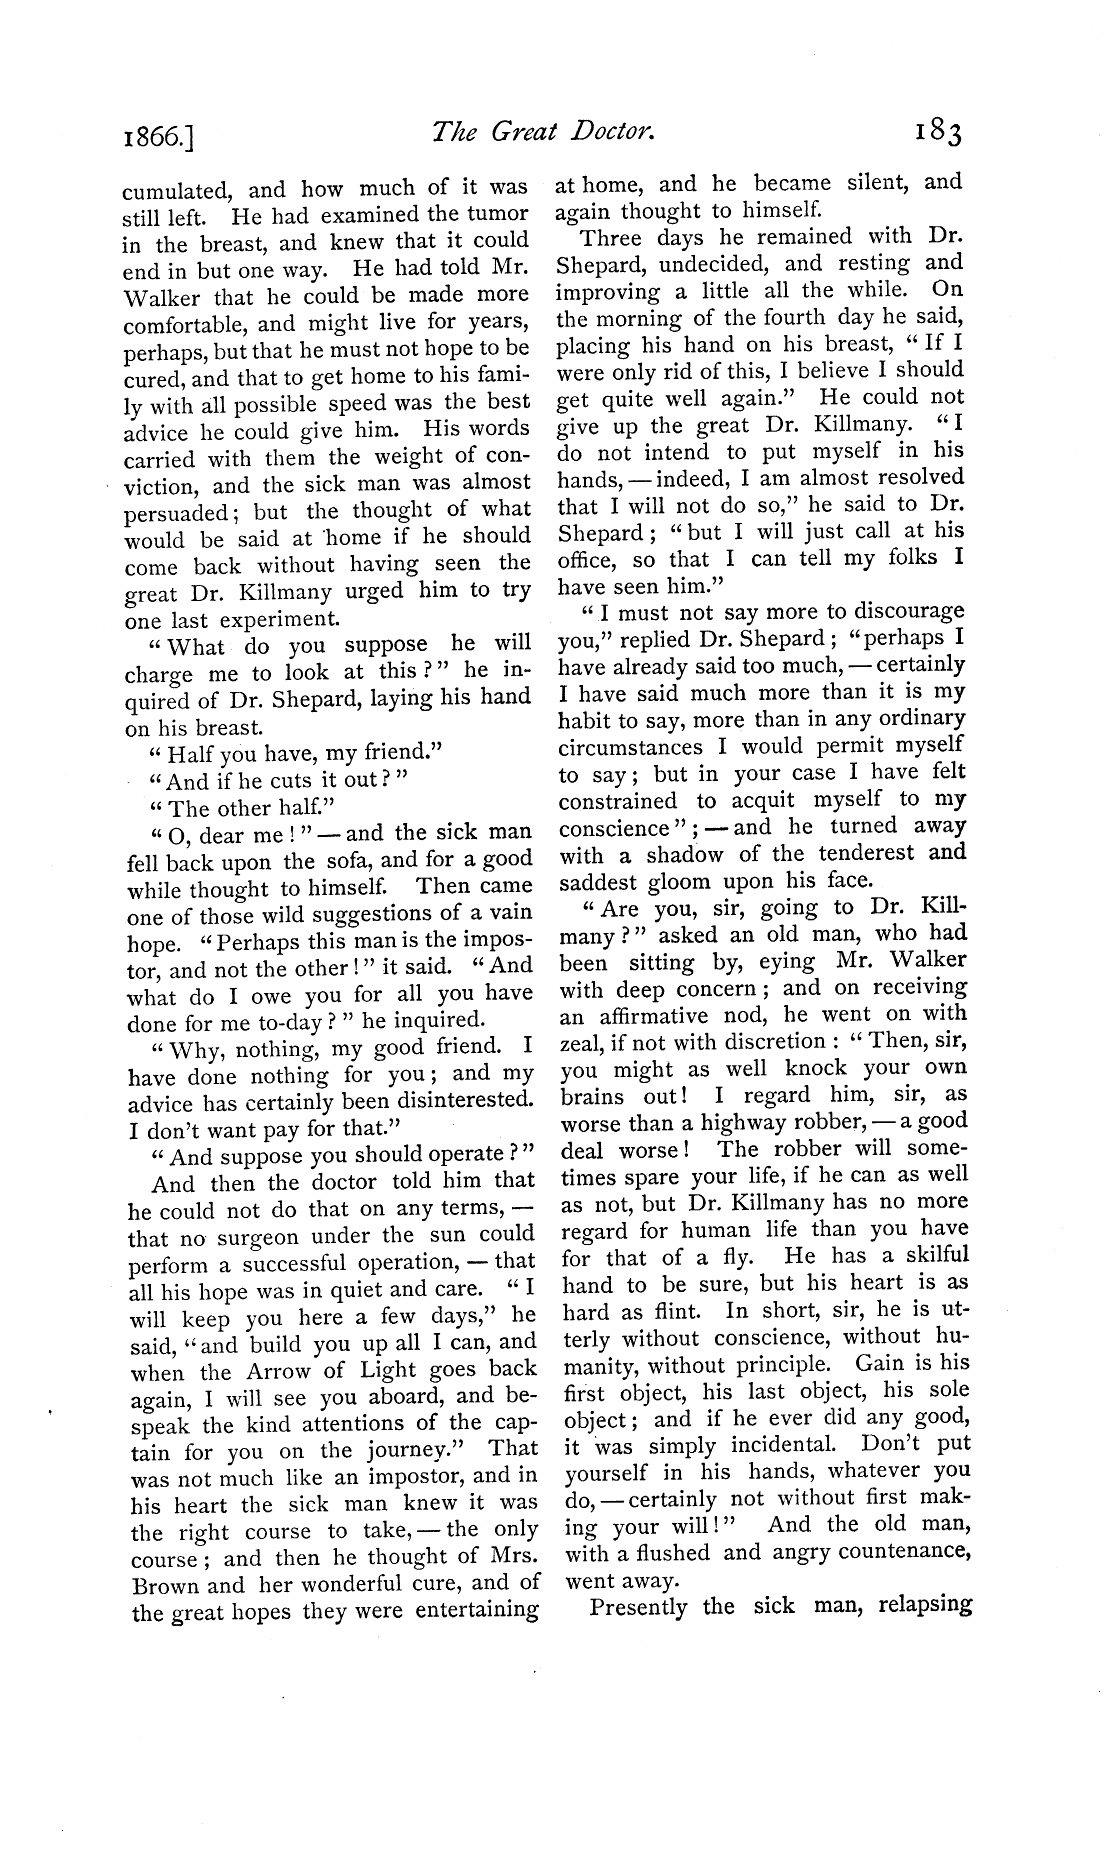 1866.]
The Great Doctor.
183
cumulated, and how much of it was
still left. He had examined the tumor
in the breast, and knew that it could
end in but one way. He had told Mr.
Walker that he could be made more
comfortable, and might live for years,
perhaps, but that he must not hope to be
cured, and that to get home to his fami-
ly with all possible speed was the best
advice he could give him. His words
carried with them the weight of con-
viction, and the sick man was almost
persuaded; but the thought of what
would be said at home if he should
come back without having seen the
great Dr. Killmany urged him to try
one last experiment.
“What do you suppose he will
charge me to look at this?” he in-
quired of Dr. Shepard, laying his hand
on his breast.
“Half you have, my friend.”
“And if he cuts it out?”
“The other half.”
“O, dear me!”—and the sick man
fell back upon the sofa, and for a good
while thought to himself. Then came
one of those wild suggestions of a vain
hope. “Perhaps this man is the impos-
tor, and not the other!” it said. “And
what do I owe you for all you have
done for me to-day?” he inquired.
“Why, nothing, my good friend. I
have done nothing for you; and my
advice has certainly been disinterested.
I don’t want pay for that.”
“And suppose you should operate?”
And then the doctor told him that
he could not do that on any terms,—
that no surgeon under the sun could
perform a successful operation,—that
all his hope was in quiet and care. “I
will keep you here a few days,” he
said, “and build you up all I can, and
when the Arrow of Light goes back
again, I will see you aboard, and be-
speak the kind attentions of the cap-
tain for you on the journey.” That
was not much like an impostor, and in
his heart the sick man knew it was
the right course to take,—the only
course; and then he thought of Mrs.
Brown and her wonderful cure, and of
the great hopes they were entertaining
at home, and he became silent, and
again thought to himself.
Three days he remained with Dr.
Shepard, undecided, and resting and
improving a little all the while. On
the morning of the fourth day he said,
placing his hand on his breast, “If I
were only rid of this, I believe I should
get quite well again.” He could not
give up the great Dr. Killmany. “I
do not intend to put myself in his
hands,—indeed, I am almost resolved
that I will not do so,” he said to Dr.
Shepard; “but I will just call at his
office, so that I can tell my folks I
have seen him.”
“I must not say more to discourage
you,” replied Dr. Shepard; “perhaps I
have already said too much,—certainly
I have said much more than it is my
habit to say, more than in any ordinary
circumstances I would permit myself
to say; but in your case I have felt
constrained to acquit myself to my
conscience”;—and he turned away
with a shadow of the tenderest and
saddest gloom upon his face.
“Are you, sir, going to Dr. Kill-
many?” asked an old man, who had
been sitting by, eying Mr. Walker
with deep concern; and on receiving
an affirmative nod, he went on with
zeal, if not with discretion: “Then, sir,
you might as well knock your own
brains out! I regard him, sir, as
worse than a highway robber,—a good
deal worse! The robber will some-
times spare your life, if he can as well
as not, but Dr. Killmany has no more
regard for human life than you have
for that of a fly. He has a skilful
hand to be sure, but his heart is as
hard as flint. In short, sir, he is ut-
terly without conscience, without hu-
manity, without principle. Gain is his
first object, his last object, his sole
object; and if he ever did any good,
it was simply incidental. Don’t put
yourself in his hands, whatever you
do,—certainly not without first mak-
ing your will!” And the old man,
with a flushed and angry countenance,
went away.
Presently the sick man, relapsing